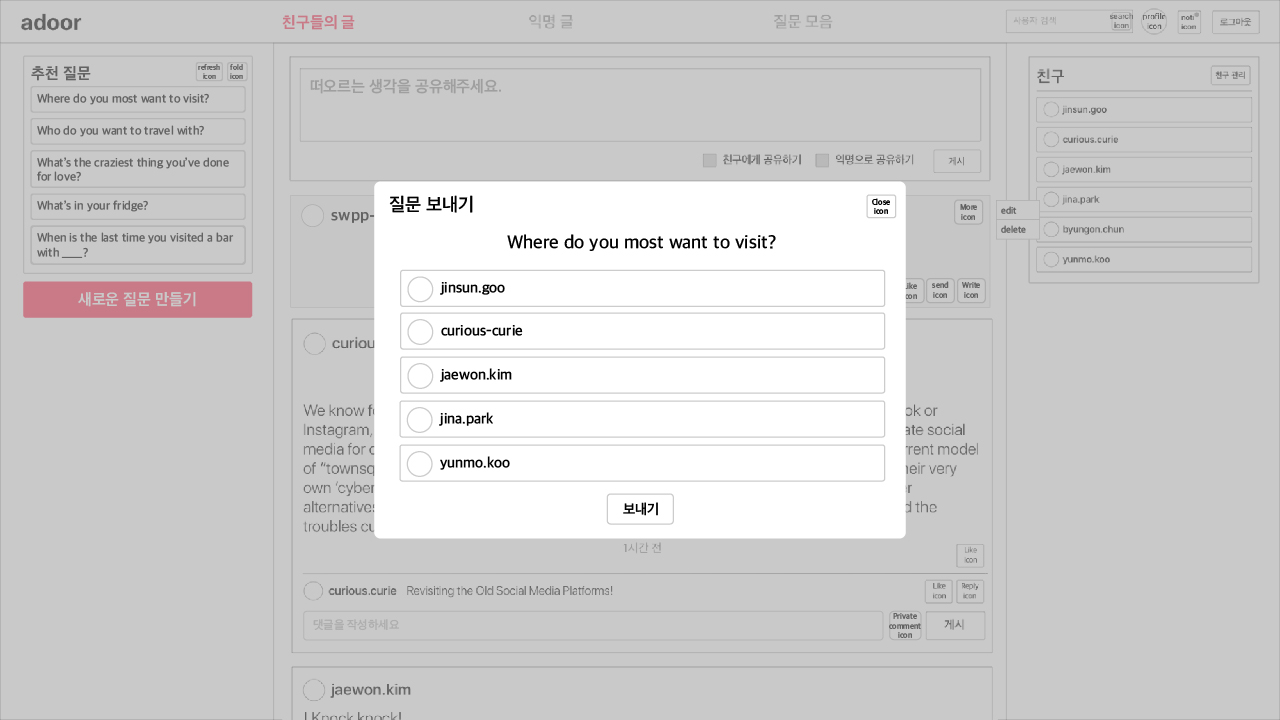 adoor
친구들의 글
익명 글
질문 모음
사용자 검색
search
icon
profile
icon
noti
icon
로그아웃
추천 질문
refresh
icon
fold
icon
Where do you most want to visit?
Who do you want to travel with?
What's the craziest thing you've done
for love?
What's in your fridge?
When is the last time you visited a bar
with ___?
새로운 질문 만들기
떠오르는 생각을 공유해주세요.
친구에게 공유하기
익명으로 공유하기
게시
swpp-
More
icon
edit
delete
icon
send
icon
Write
icon
질문 보내기
Close
icon
Where do you most want to visit?
jinsun.goo
curious-curie
jaewon.kim
jina.park
yunmo.koo
보내기
curiou
We know f
ok or
Instagram,
ate social
media for c
rrent model
of "townsq
heir very
own 'cyber
r
alternatives
d the
troubles cu
1시간 전
Like
icon
curious.curie Revisiting the Old Social Media Platforms!
Like
icon
Reply
icon
댓글을 작성하세요
Private
comment
icon
게시
jaewon.kim
I Knock knock!
친구
친구 관리
jinsun.goo
curious.curie
jaewon.kim
jina.park
byungon.chun
yunmo.koo